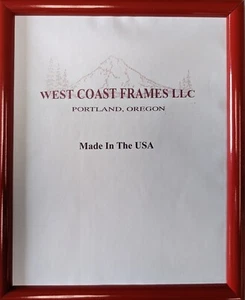 WEST COAST FRAMES LLC
PORTLAND, OREGON
Made In The USA